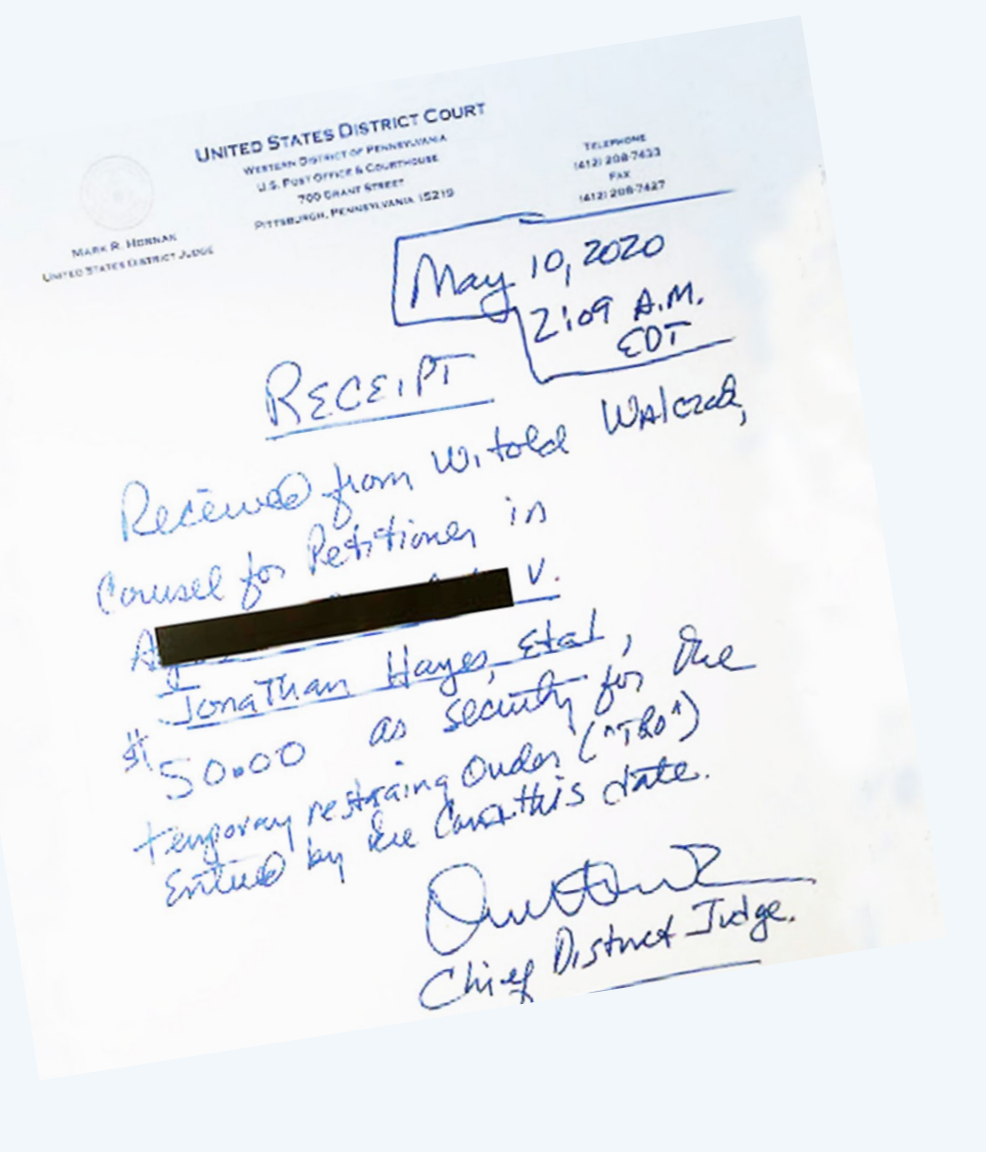 UNITED STATES DISTRICT COURT
WESTERN DISTRICT OF PENNSYLVANIA
U.S. POST OFFICE & COURTHOUSE
700 GRANT STREET
PITTSBURGH, PENNSYLVANIA 15219
TELEPHONE
(412) 208-7433
FAX
(412) 208-7427
MARK R. HORNAK
UNITED STATES DISTRICT JUDGE
May 10, 2020
2:09 A.M.
EDT
RECEIPT
Received from Witold Walczak,
Counsel for Petitioner in
v.
Jonathan Hayes, Et al,
$50.00 as security for the
temporary restraing Order ("TRO")
Entered by the Court this date.
Chief District Judge.